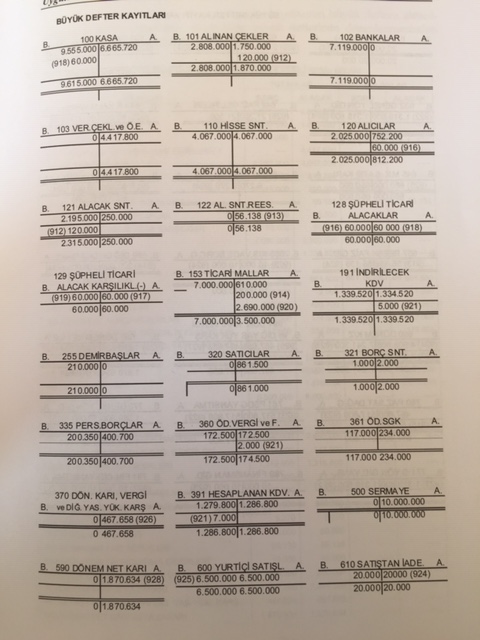 BÜYÜK DEFTER KAYITLARI
100 KASA
B. A.
9.555.000 6.665.720
(918) 60.000
9.615.000 6.665.720
B. 101 ALINAN ÇEKLER A.
2.808.000 1.750.000
120.000 (912)
2.808.000 1.870.000
102 BANKALAR
B. A.
7.119.000 0
7.119.000 0
B. 103 VER.ÇEKL.ve Ö.E. A.
0 4.417.800
0 4.417.800
B. 110 HİSSE SNT. A.
4.067.000 4.067.000
4.067.000 4.067.000
B. 120 ALICILAR A.
2.025.000 752.200
60.000 (916)
2.025.000 812.200
B. 121 ALACAK SNT. A.
2.195.000 250.000
(912) 120.000
2.315.000 250.000
B. 122 AL. SNT.REES. A.
0 56.138 (913)
0 56.138
128 ŞÜPHELİ TİCARİ
B. ALACAKLAR A.
(916) 60.000 60 000 (918)
60.000 60.000
129 ŞÜPHELİ TİCARİ
B. ALACAK KARŞILIKL.(-) A.
(919) 60.000 60.000 (917)
60.000 60.000
B. 153 TİCARİ MALLAR A.
7.000.000 610.000
200.000 (914)
2.690.000 (920)
7.000.000 3.500.000
191 İNDİRİLECEK
B. KDV A.
1.339.520 1.334.520
5.000 (921)
1.339.520 1.339.520
B. 255 DEMİRBAŞLAR A.
210.000 0
210.000 0
B. 320 SATICILAR A.
0 861.500
0 861.000
B. 321 BORÇ SNT. A.
1.000 2.000
1.000 2.000
B. 335 PERS.BORÇLAR A.
200.350 400.700
200.350 400.700
B. 360 ÖD.VERGİ ve F. A.
172.500 172.500
2.000 (921)
172.500 174.500
B. 361 ÖD.SGK A.
117.000 234.000
117.000 234.000
370 DÖN. KARI, VERGİ
B. ve DİĞ. YAS. YÜK. KARŞ A.
0 467.658 (926)
0 467.658
B. 391 HESAPLANAN KDV. A.
1.279.800 1.286.800
(921) 7.000
1.286.800 1.286.800
B. 500 SERMAYE A.
0 10.000.000
0 10.000.000
B. 590 DÖNEM NET KARI A.
0 1.870.634 (928)
0 1.870.634
B. 600 YURTİÇİ SATIŞL. A.
(925) 6.500.000 6.500.000
6.500.000 6.500.000
B. 610 SATIŞTAN İADE. A.
20.000 20000 (924)
20.000 20.000